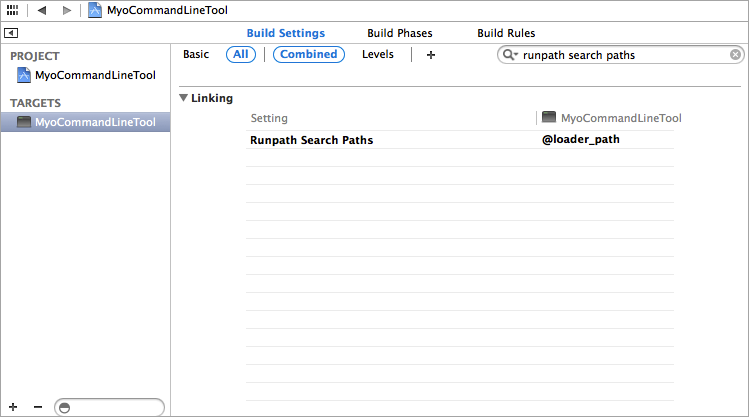 MyoCommandLineTool
Build Settings Build Phases Build Rules
PROJECT
MyoCommandLineTool
TARGETS
MyoCommandLineTool
Basic All Combined Levels + runpath search paths
Linking
Setting MyoCommandLineTool
Runpath Search Paths @loader_path
+ −